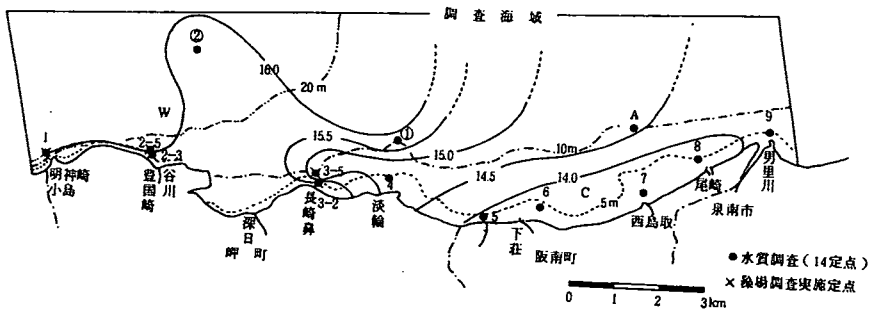 調査海域
②
16.0
20m
W
①
A
9
1
2-5
2-3
15.5
15.0
10m
3-5
3-2
4
14.5
14.0
C
5m
8
7
6
5
明神崎
小島
豊国崎
谷川
深日
岬町
長崎鼻
淡輪
下荘
阪南町
西鳥取
尾崎
泉南市
男里川
● 水質調査(14定点)
× 藻場調査実施定点
0 1 2 3km